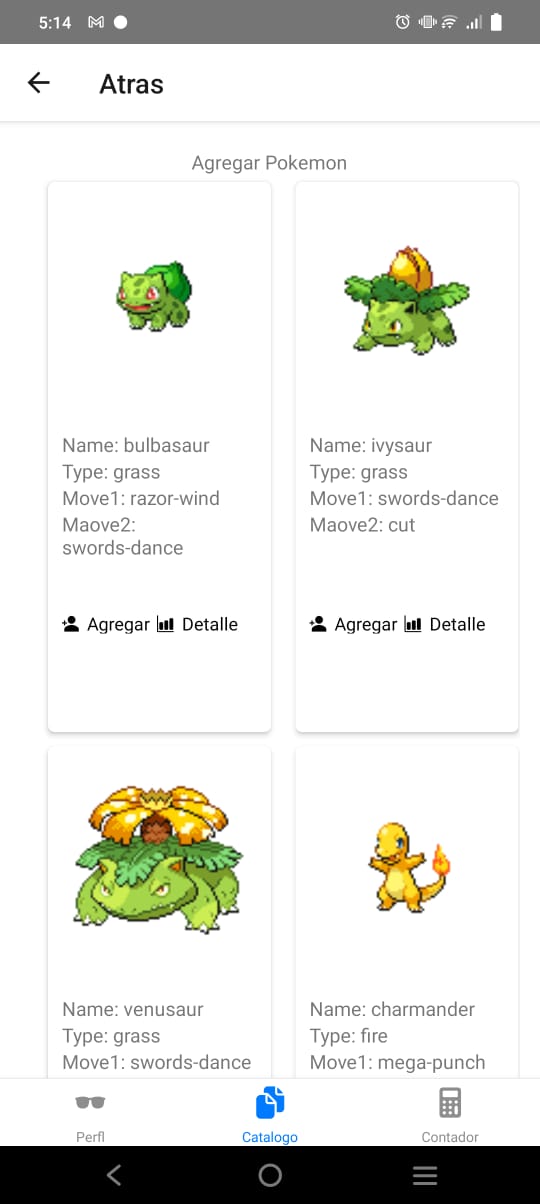 5:14
Atras
Agregar Pokemon
Name: bulbasaur
Type: grass
Move1: razor-wind
Maove2:
swords-dance
Agregar Detalle
Name: ivysaur
Type: grass
Move1: swords-dance
Maove2: cut
Agregar Detalle
Name: venusaur
Type: grass
Move1: swords-dance
Name: charmander
Type: fire
Move1: mega-punch
Perfl
Catalogo
Contador